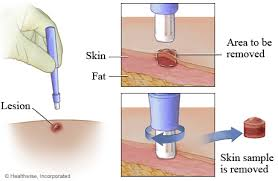 Skin
Fat
Area to be
removed
Lesion
Skin sample
is removed
© Healthwise, Incorporated